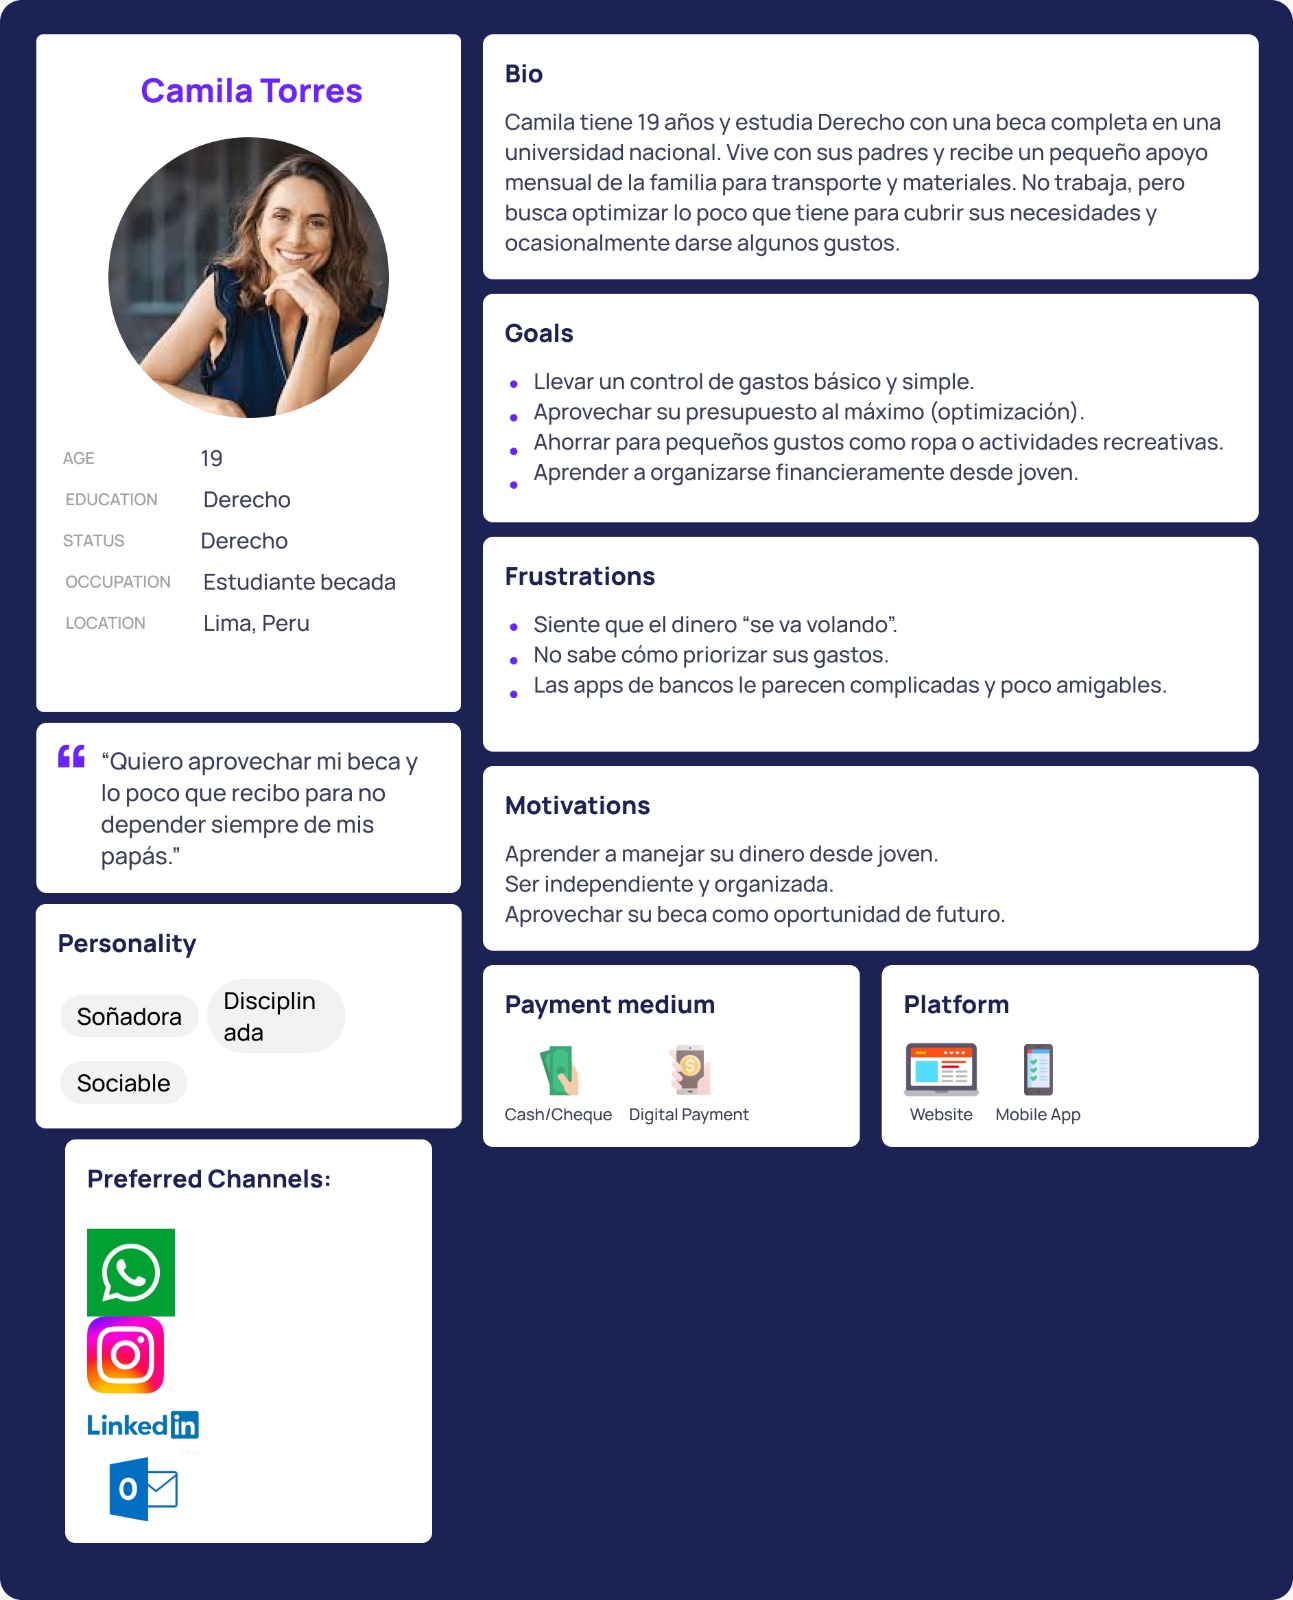 Camila Torres
AGE 19
EDUCATION Derecho
STATUS Derecho
OCCUPATION Estudiante becada
LOCATION Lima, Peru
“Quiero aprovechar mi beca y
lo poco que recibo para no
depender siempre de mis
papás.”
Personality
Soñadora
Disciplin
ada
Sociable
Preferred Channels:
Linkedin
Bio
Camila tiene 19 años y estudia Derecho con una beca completa en una
universidad nacional. Vive con sus padres y recibe un pequeño apoyo
mensual de la familia para transporte y materiales. No trabaja, pero
busca optimizar lo poco que tiene para cubrir sus necesidades y
ocasionalmente darse algunos gustos.
Goals
Llevar un control de gastos básico y simple.
Aprovechar su presupuesto al máximo (optimización).
Ahorrar para pequeños gustos como ropa o actividades recreativas.
Aprender a organizarse financieramente desde joven.
Frustrations
Siente que el dinero “se va volando”.
No sabe cómo priorizar sus gastos.
Las apps de bancos le parecen complicadas y poco amigables.
Motivations
Aprender a manejar su dinero desde joven.
Ser independiente y organizada.
Aprovechar su beca como oportunidad de futuro.
Payment medium
Cash/Cheque
Digital Payment
Platform
Website
Mobile App